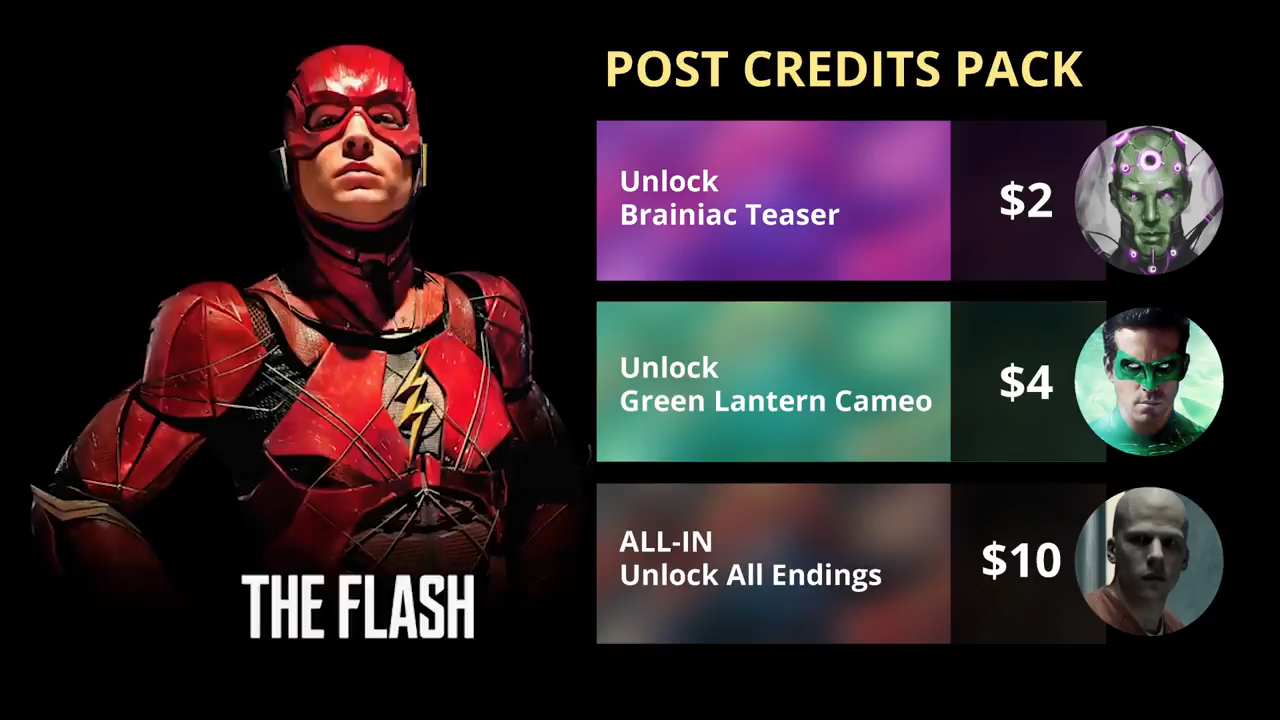 POST CREDITS PACK
Unlock
Brainiac Teaser
$2
Unlock
Green Lantern Cameo
$4
ALL-IN
Unlock All Endings
$10
THE FLASH